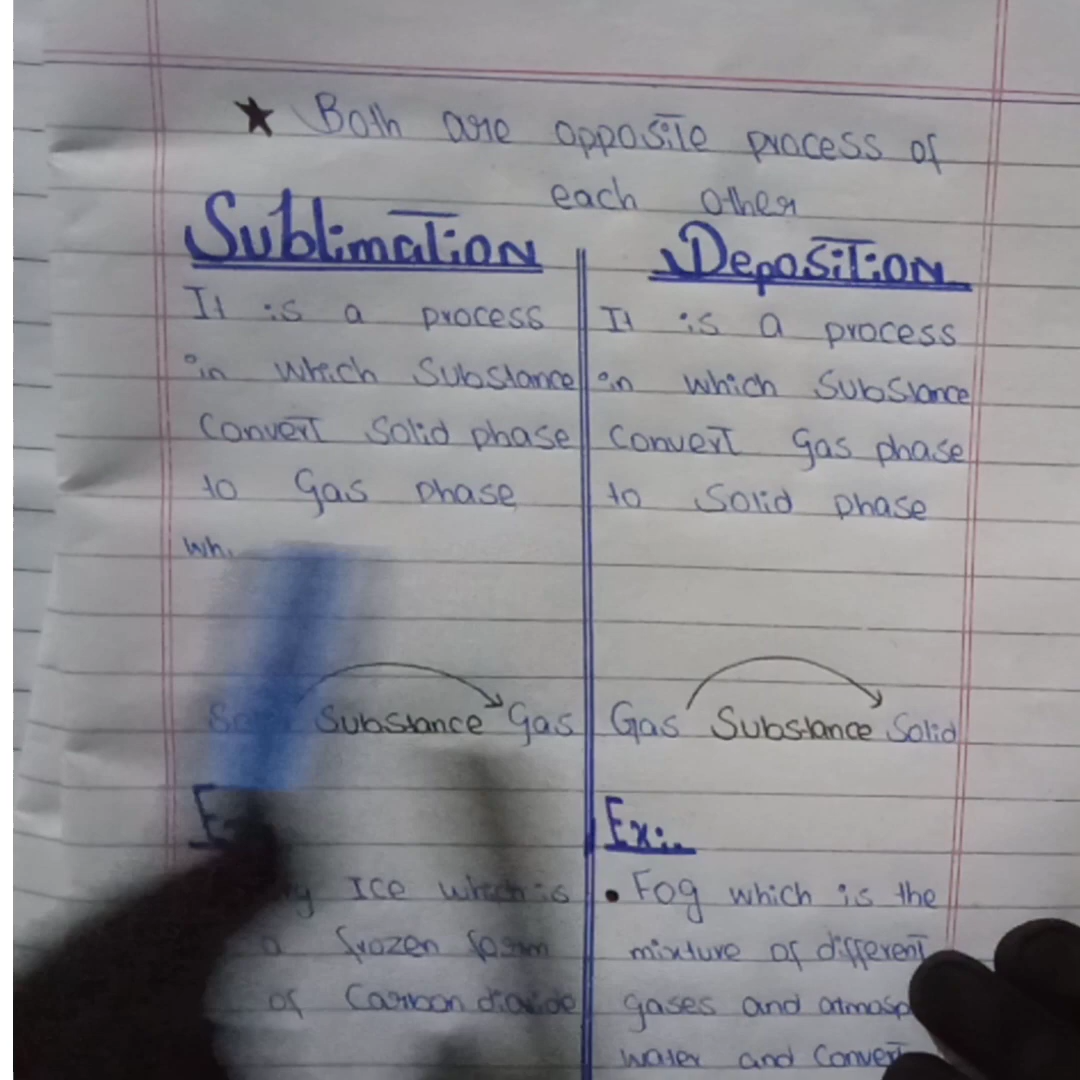 ★ Both are opposite process of
each other
Sublimation
It is a process
in which Substance
Convert Solid phase
to Gas phase
Substance Gas
ICe which is
a frozen form
of Carbon dioxide
Deposition
It is a process
in which Substance
Convert gas phase
to Solid phase
Gas Substance Solid
Ex:-
• Fog which is the
mixture of different
gases and
water and